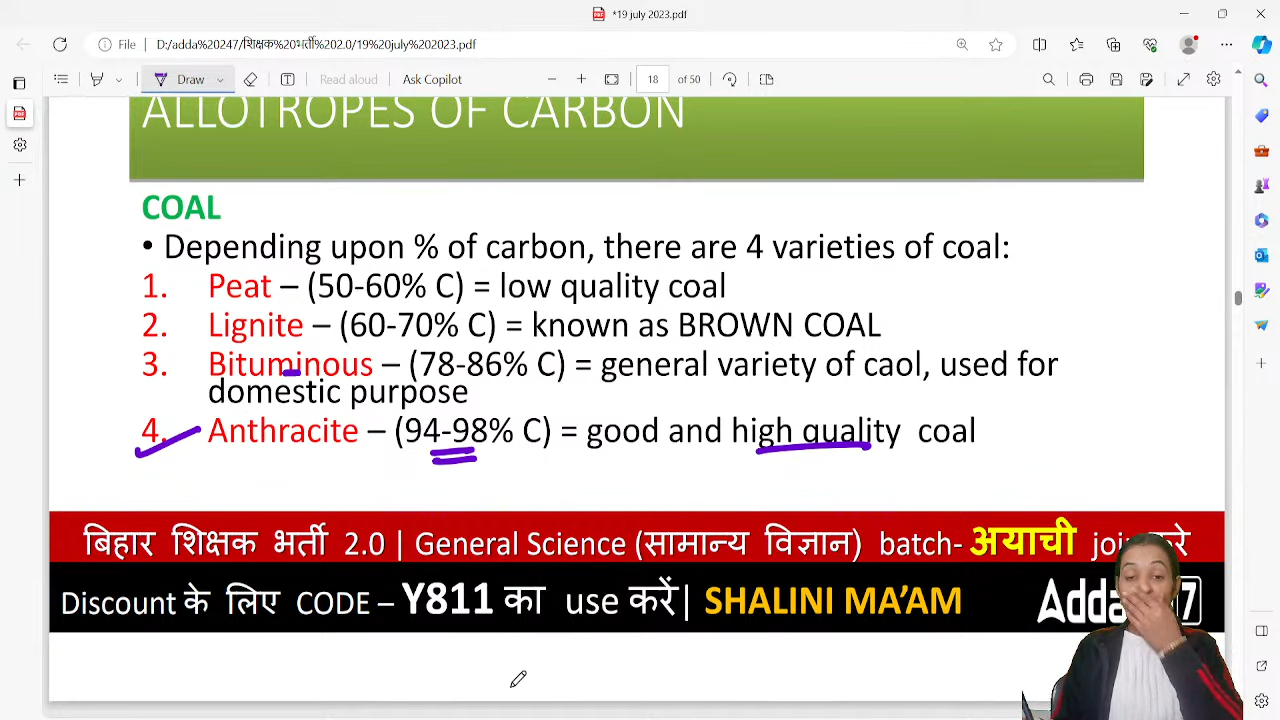 *19 july 2023.pdf
File D:/adda%20247/शिक्षक%20भर्ती%202.0/19%20july%202023.pdf
Draw Read aloud Ask Copilot 18 of 50
ALLOTROPES OF CARBON
COAL
• Depending upon % of carbon, there are 4 varieties of coal:
1. Peat – (50-60% C) = low quality coal
2. Lignite – (60-70% C) = known as BROWN COAL
3. Bituminous – (78-86% C) = general variety of caol, used for
domestic purpose
4. Anthracite – (94-98% C) = good and high quality coal
बिहार शिक्षक भर्ती 2.0 | General Science (सामान्य विज्ञान) batch- अयाची
Discount के लिए CODE – Y811 का use करें| SHALINI MA’AM